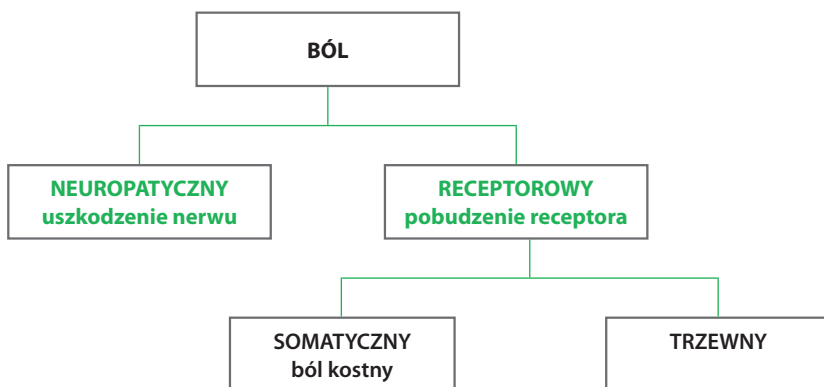 BÓL
NEUROPATYCZNY
uszkodzenie nerwu
RECEPTOROWY
pobudzenie receptora
SOMATYCZNY
ból kostny
TRZEWNY